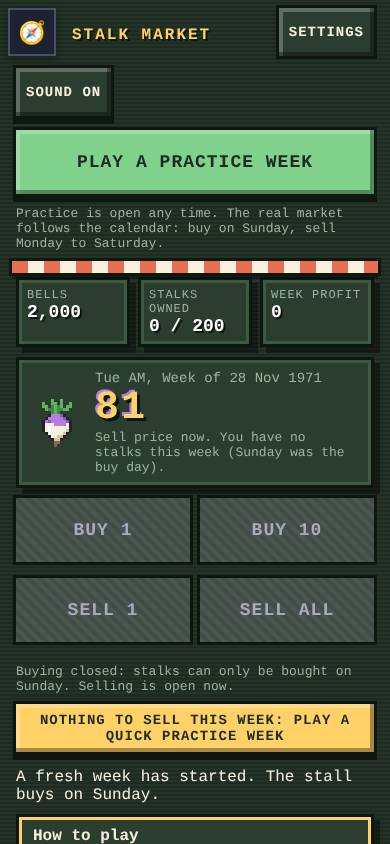 STALK MARKET
SETTINGS
SOUND ON
PLAY A PRACTICE WEEK
Practice is open any time. The real market
follows the calendar: buy on Sunday, sell
Monday to Saturday.
BELLS
2,000
STALKS
OWNED
0 / 200
WEEK PROFIT
0
Tue AM, Week of 28 Nov 1971
81
Sell price now. You have no
stalks this week (Sunday was the
buy day).
BUY 1
BUY 10
SELL 1
SELL ALL
Buying closed: stalks can only be bought on
Sunday. Selling is open now.
NOTHING TO SELL THIS WEEK: PLAY A
QUICK PRACTICE WEEK
A fresh week has started. The stall
buys on Sunday.
How to play